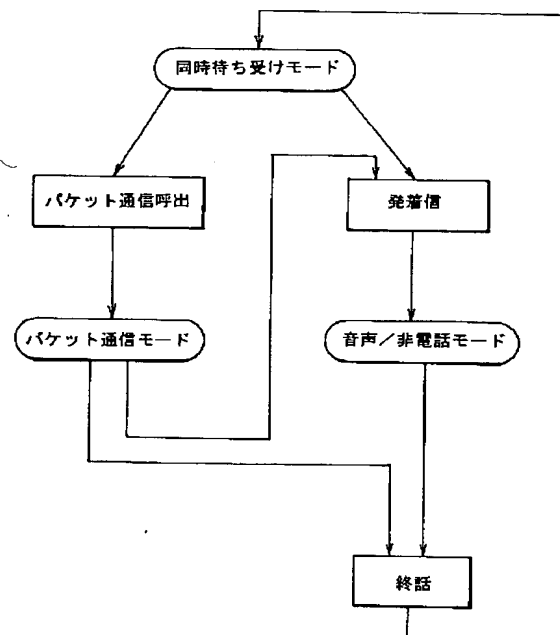 同時待ち受けモード
パケット通信呼出
発着信
パケット通信モード
音声／非電話モード
終話